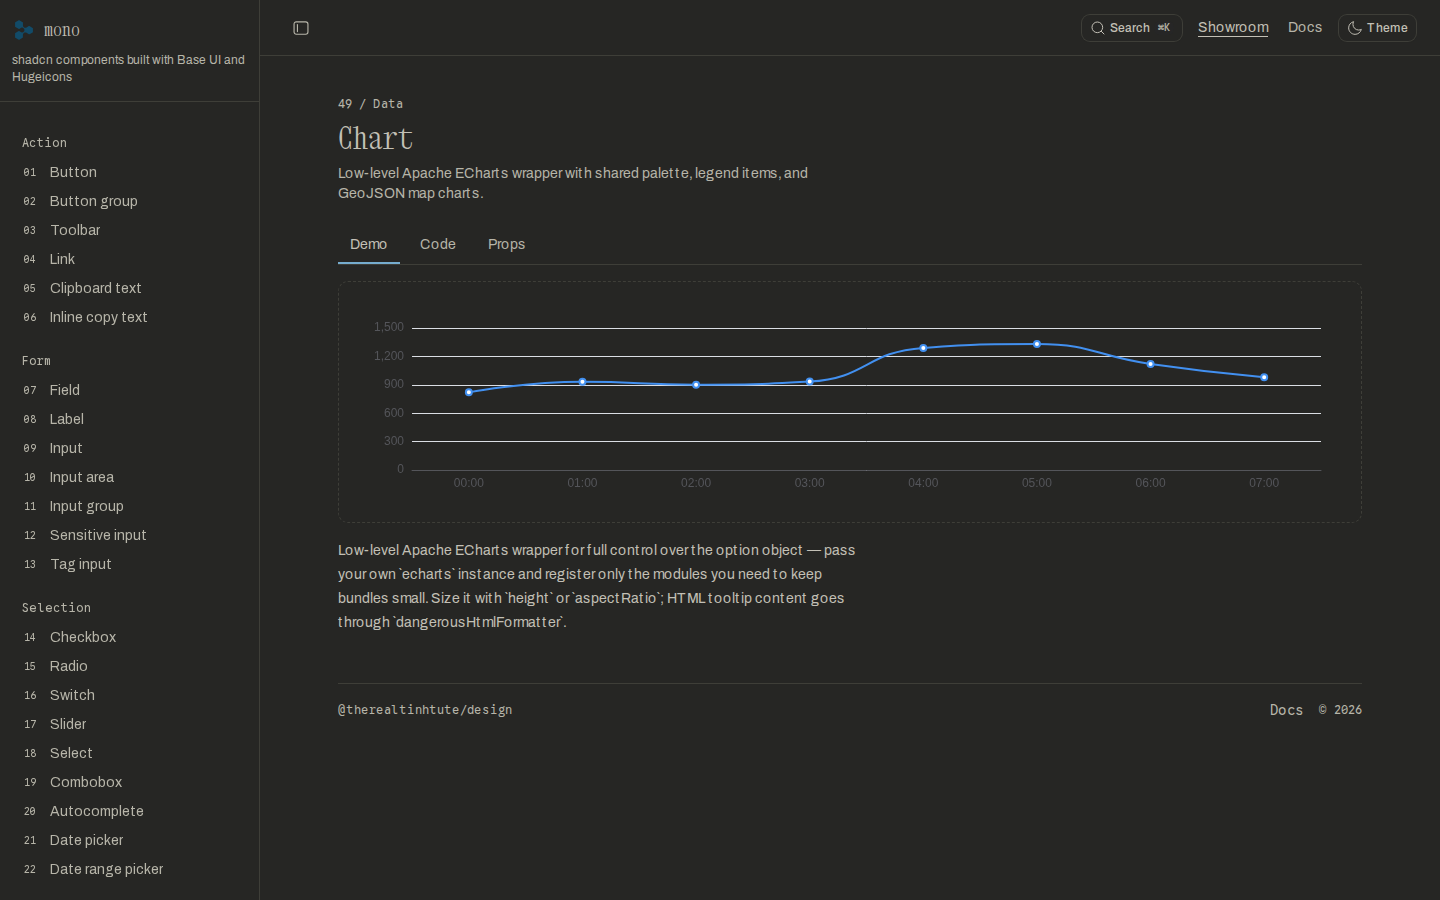 mono
shadcn components built with Base UI and
Hugeicons
Action
01 Button
02 Button group
03 Toolbar
04 Link
05 Clipboard text
06 Inline copy text
Form
07 Field
08 Label
09 Input
10 Input area
11 Input group
12 Sensitive input
13 Tag input
Selection
14 Checkbox
15 Radio
16 Switch
17 Slider
18 Select
19 Combobox
20 Autocomplete
21 Date picker
22 Date range picker
Search ⌘K Showroom Docs Theme
49 / Data
Chart
Low-level Apache ECharts wrapper with shared palette, legend items, and
GeoJSON map charts.
Demo Code Props
1,500
1,200
900
600
300
0
00:00 01:00 02:00 03:00 04:00 05:00 06:00 07:00
Low-level Apache ECharts wrapper for full control over the option object — pass
your own `echarts` instance and register only the modules you need to keep
bundles small. Size it with `height` or `aspectRatio`; HTML tooltip content goes
through `dangerousHtmlFormatter`.
@therealtinhtute/design Docs © 2026